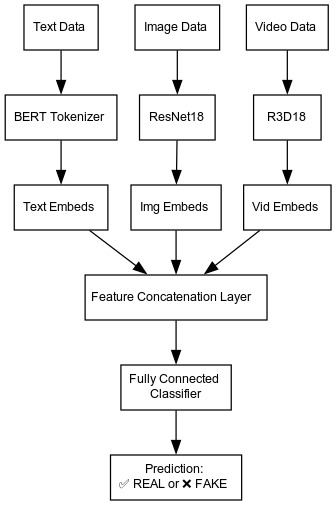 Text Data
Image Data
Video Data
BERT Tokenizer
ResNet18
R3D18
Text Embeds
Img Embeds
Vid Embeds
Feature Concatenation Layer
Fully Connected
Classifier
Prediction:
✅ REAL or ❌ FAKE